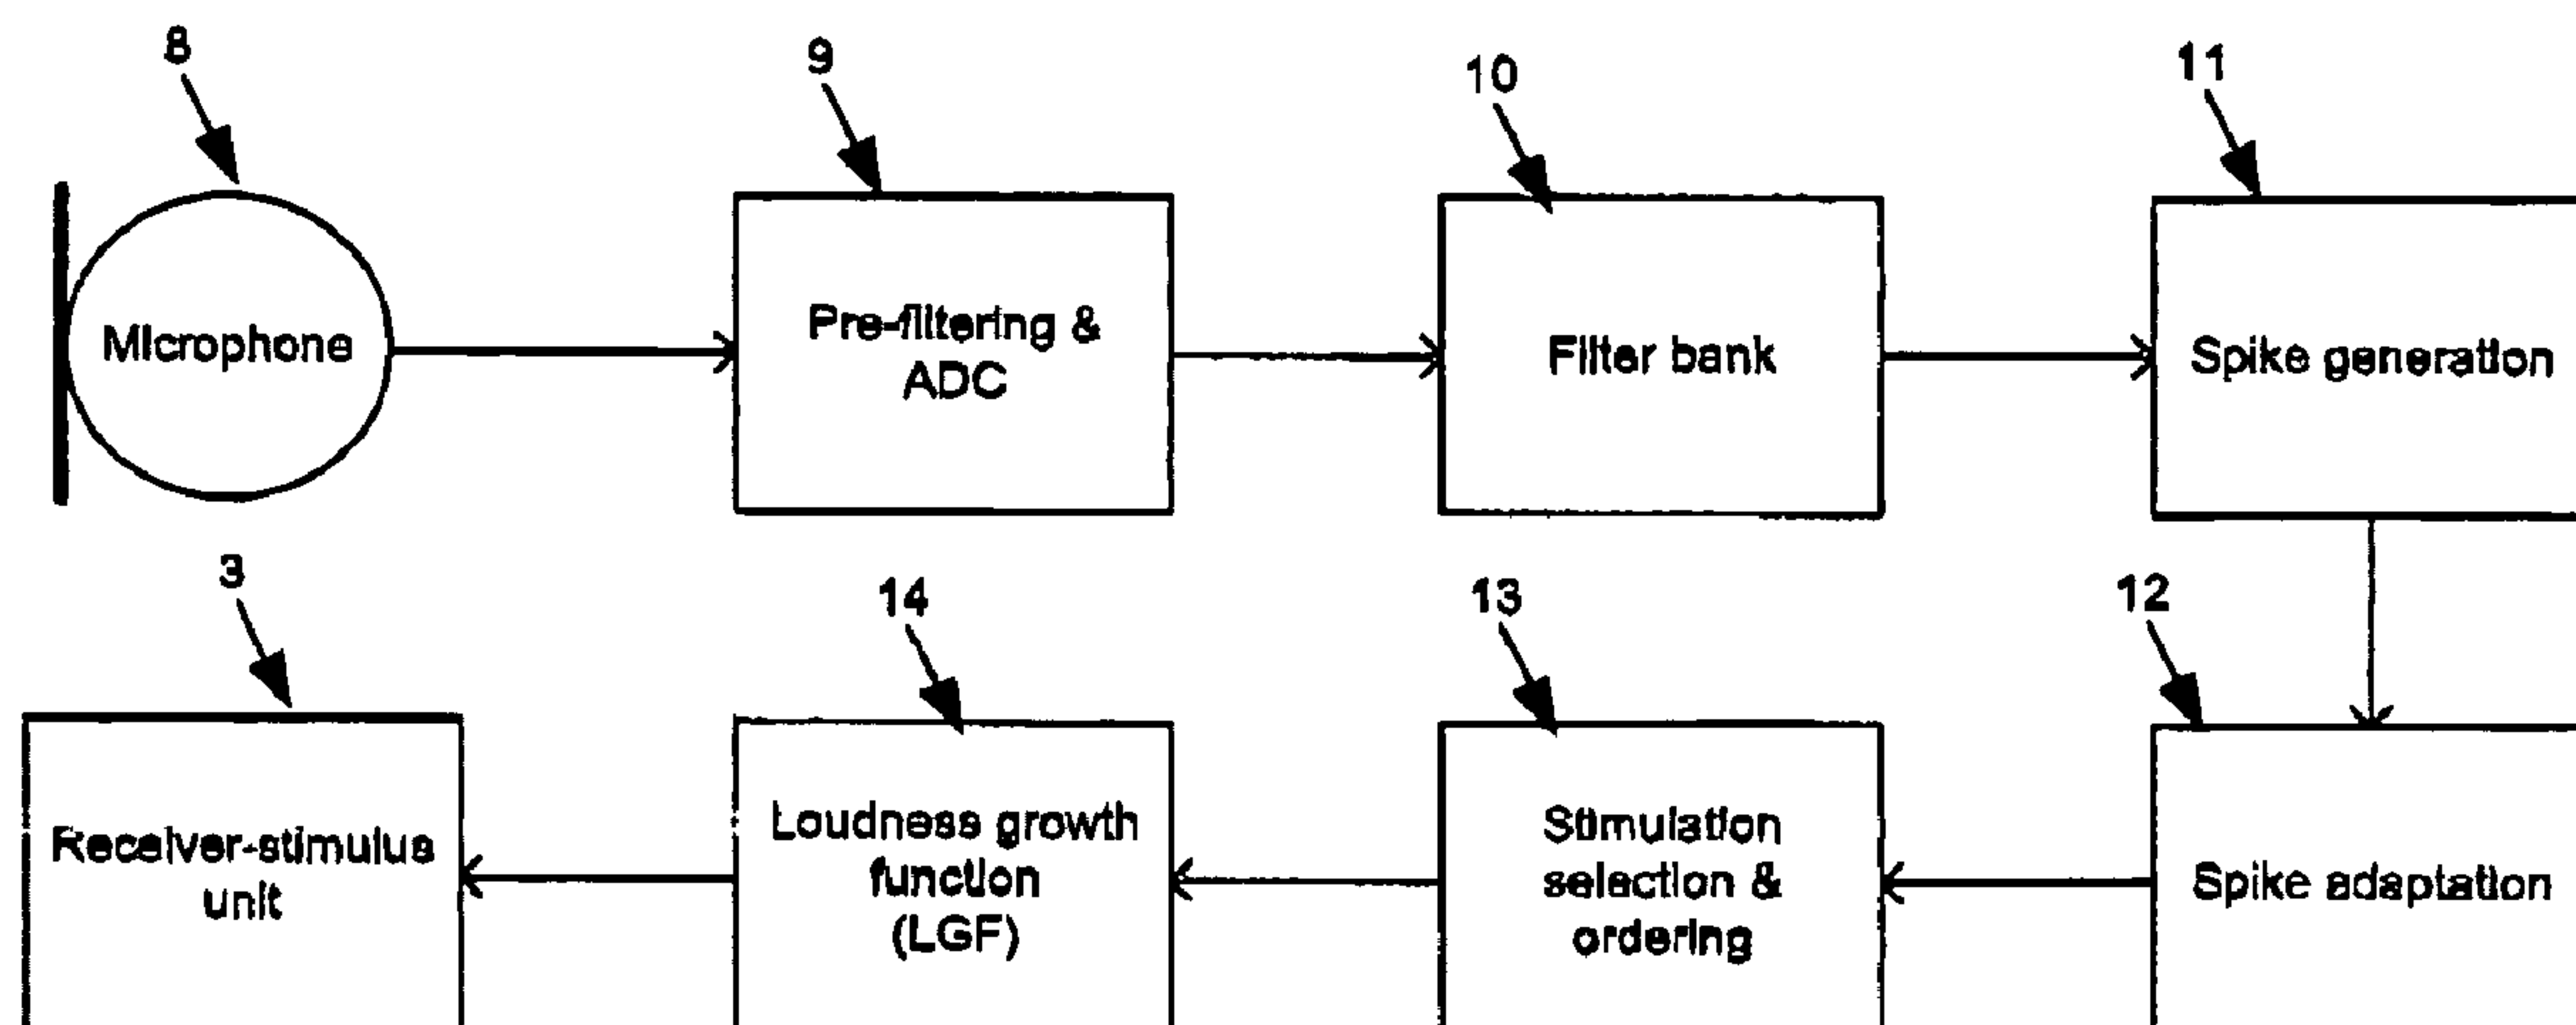 8
9
10
11
Microphone
Pre-filtering &
ADC
Filter bank
Spike generation
3
14
13
12
Receiver-stimulus
unit
Loudness growth
function
(LGF)
Stimulation
selection &
ordering
Spike adaptation